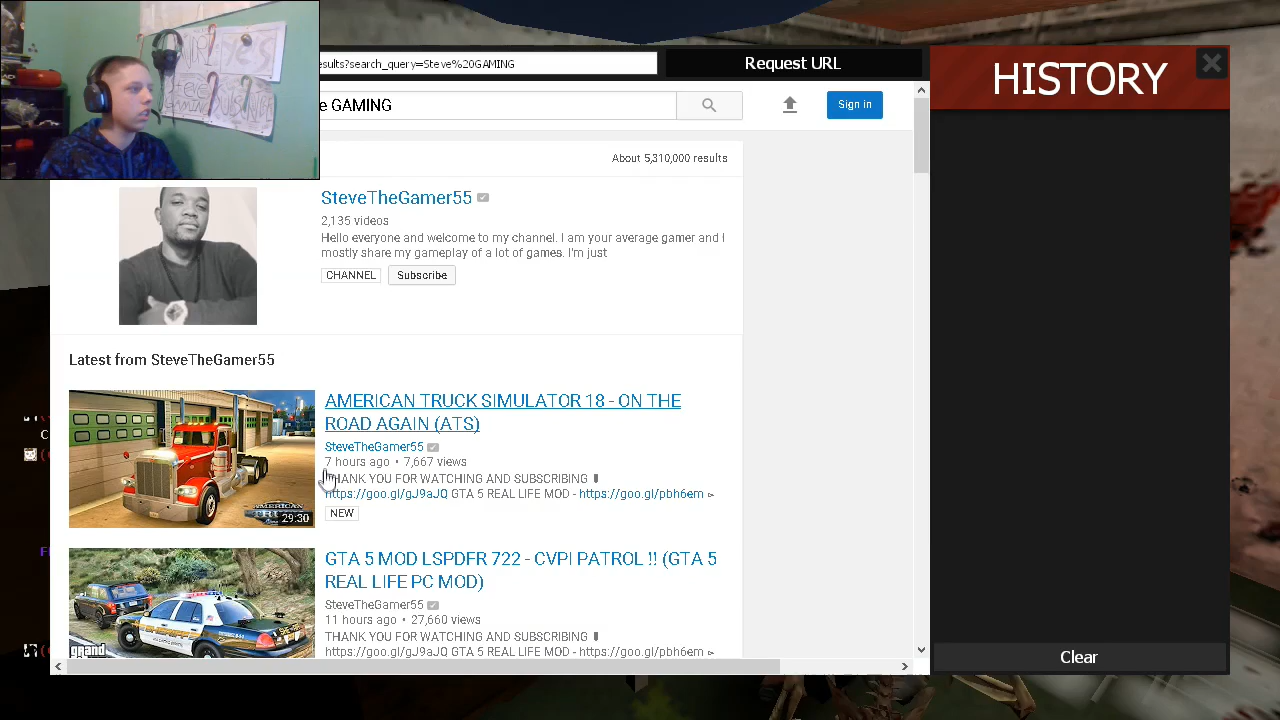 YES
Steve
GAMING
SUBSCRIBE
esults?search_query=Steve%20GAMING
Request URL
HISTORY
e GAMING
Sign in
About 5,310,000 results
SteveTheGamer55
2,135 videos
Hello everyone and welcome to my channel. I am your average gamer and I
mostly share my gameplay of a lot of games. I'm just
CHANNEL
Subscribe
Latest from SteveTheGamer55
AMERICAN TRUCK SIMULATOR 18 - ON THE
ROAD AGAIN (ATS)
SteveTheGamer55
7 hours ago • 7,667 views
THANK YOU FOR WATCHING AND SUBSCRIBING
https://goo.gl/gJ9aJQ GTA 5 REAL LIFE MOD - https://goo.gl/pbh6em
NEW
29:30
AMERICAN
GTA 5 MOD LSPDFR 722 - CVPI PATROL !! (GTA 5
REAL LIFE PC MOD)
SteveTheGamer55
11 hours ago • 27,660 views
THANK YOU FOR WATCHING AND SUBSCRIBING
https://goo.gl/gJ9aJQ GTA 5 REAL LIFE MOD - https://goo.gl/pbh6em
grand
Clear